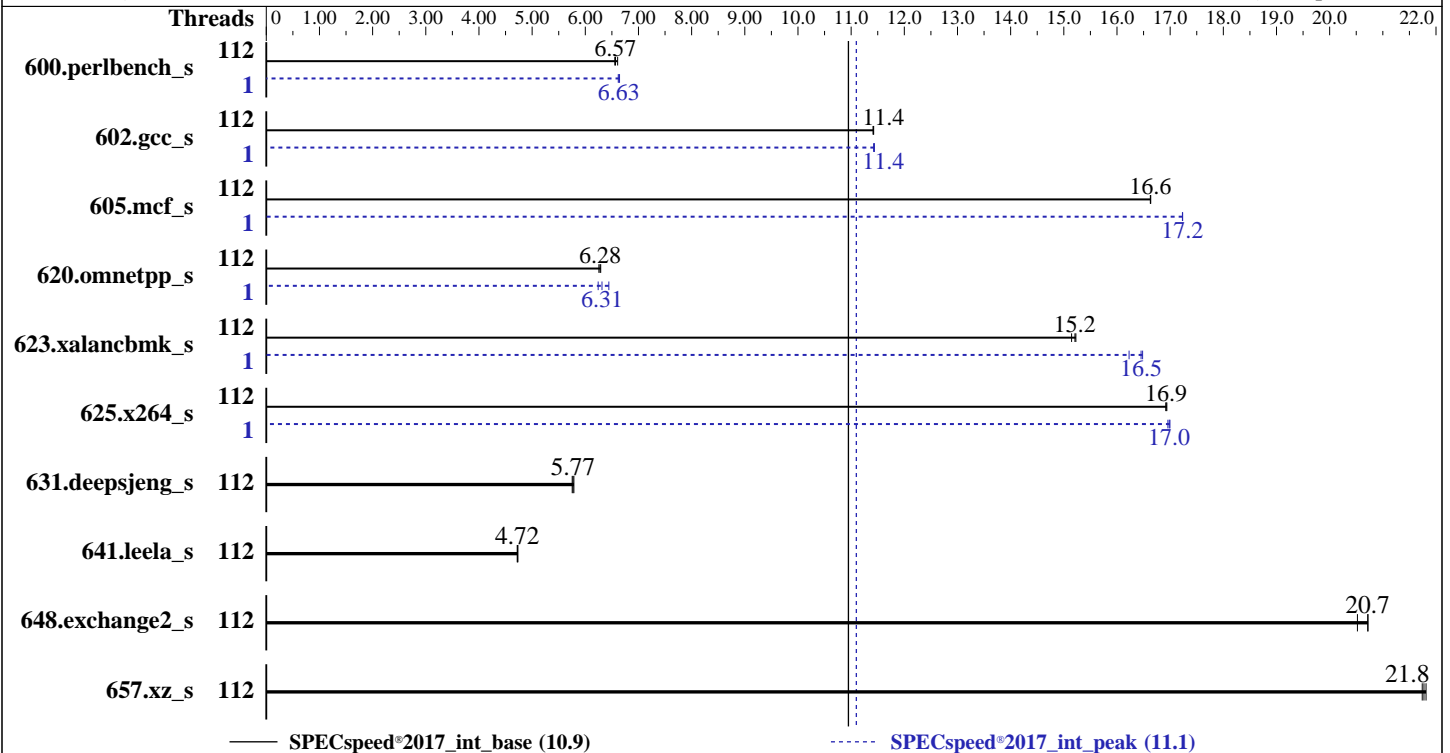 Threads 0 1.00 2.00 3.00 4.00 5.00 6.00 7.00 8.00 9.00 10.0 11.0 12.0 13.0 14.0 15.0 16.0 17.0 18.0 19.0 20.0 22.0
600.perlbench_s 112 6.57
1 6.63
602.gcc_s 112 11.4
1 11.4
605.mcf_s 112 16.6
1 17.2
620.omnetpp_s 112 6.28
1 6.31
623.xalancbmk_s 112 15.2
1 16.5
625.x264_s 112 16.9
1 17.0
631.deepsjeng_s 112 5.77
641.leela_s 112 4.72
648.exchange2_s 112 20.7
657.xz_s 112 21.8
SPECspeed®2017_int_base (10.9) SPECspeed®2017_int_peak (11.1)